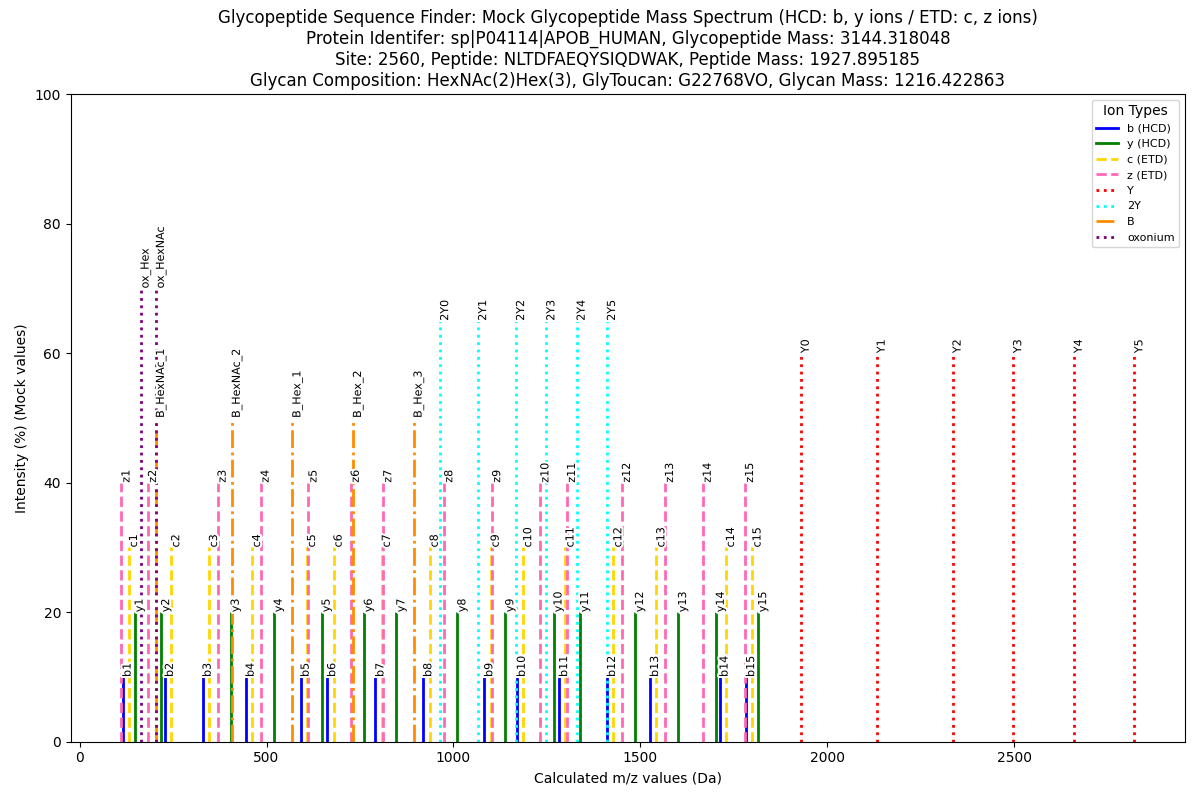 Glycopeptide Sequence Finder: Mock Glycopeptide Mass Spectrum (HCD: b, y ions / ETD: c, z ions)
Protein Identifer: sp|P04114|APOB_HUMAN, Glycopeptide Mass: 3144.318048
Site: 2560, Peptide: NLTDFAEQYSIQDWAK, Peptide Mass: 1927.895185
Glycan Composition: HexNAc(2)Hex(3), GlyToucan: G22768VO, Glycan Mass: 1216.422863
Intensity (%) (Mock values)
100
80
60
40
20
0
Ion Types
b (HCD)
y (HCD)
c (ETD)
z (ETD)
Y
2Y
B
oxonium
ox_Hex
ox_HexNAc
2Y0
2Y1
2Y2
2Y3
2Y4
2Y5
Y0
Y1
Y2
Y3
Y4
Y5
B_HexNAc_1
B_HexNAc_2
B_Hex_1
B_Hex_2
B_Hex_3
z1
z2
z3
z4
z5
z6
z7
z8
z9
z10
z11
z12
z13
z14
z15
c1
c2
c3
c4
c5
c6
c7
c8
c9
c10
c11
c12
c13
c14
c15
y1
y2
y3
y4
y5
y6
y7
y8
y9
y10
y11
y12
y13
y14
y15
b1
b2
b3
b4
b5
b6
b7
b8
b9
b10
b11
b12
b13
b14
b15
0
500
1000
1500
2000
2500
Calculated m/z values (Da)